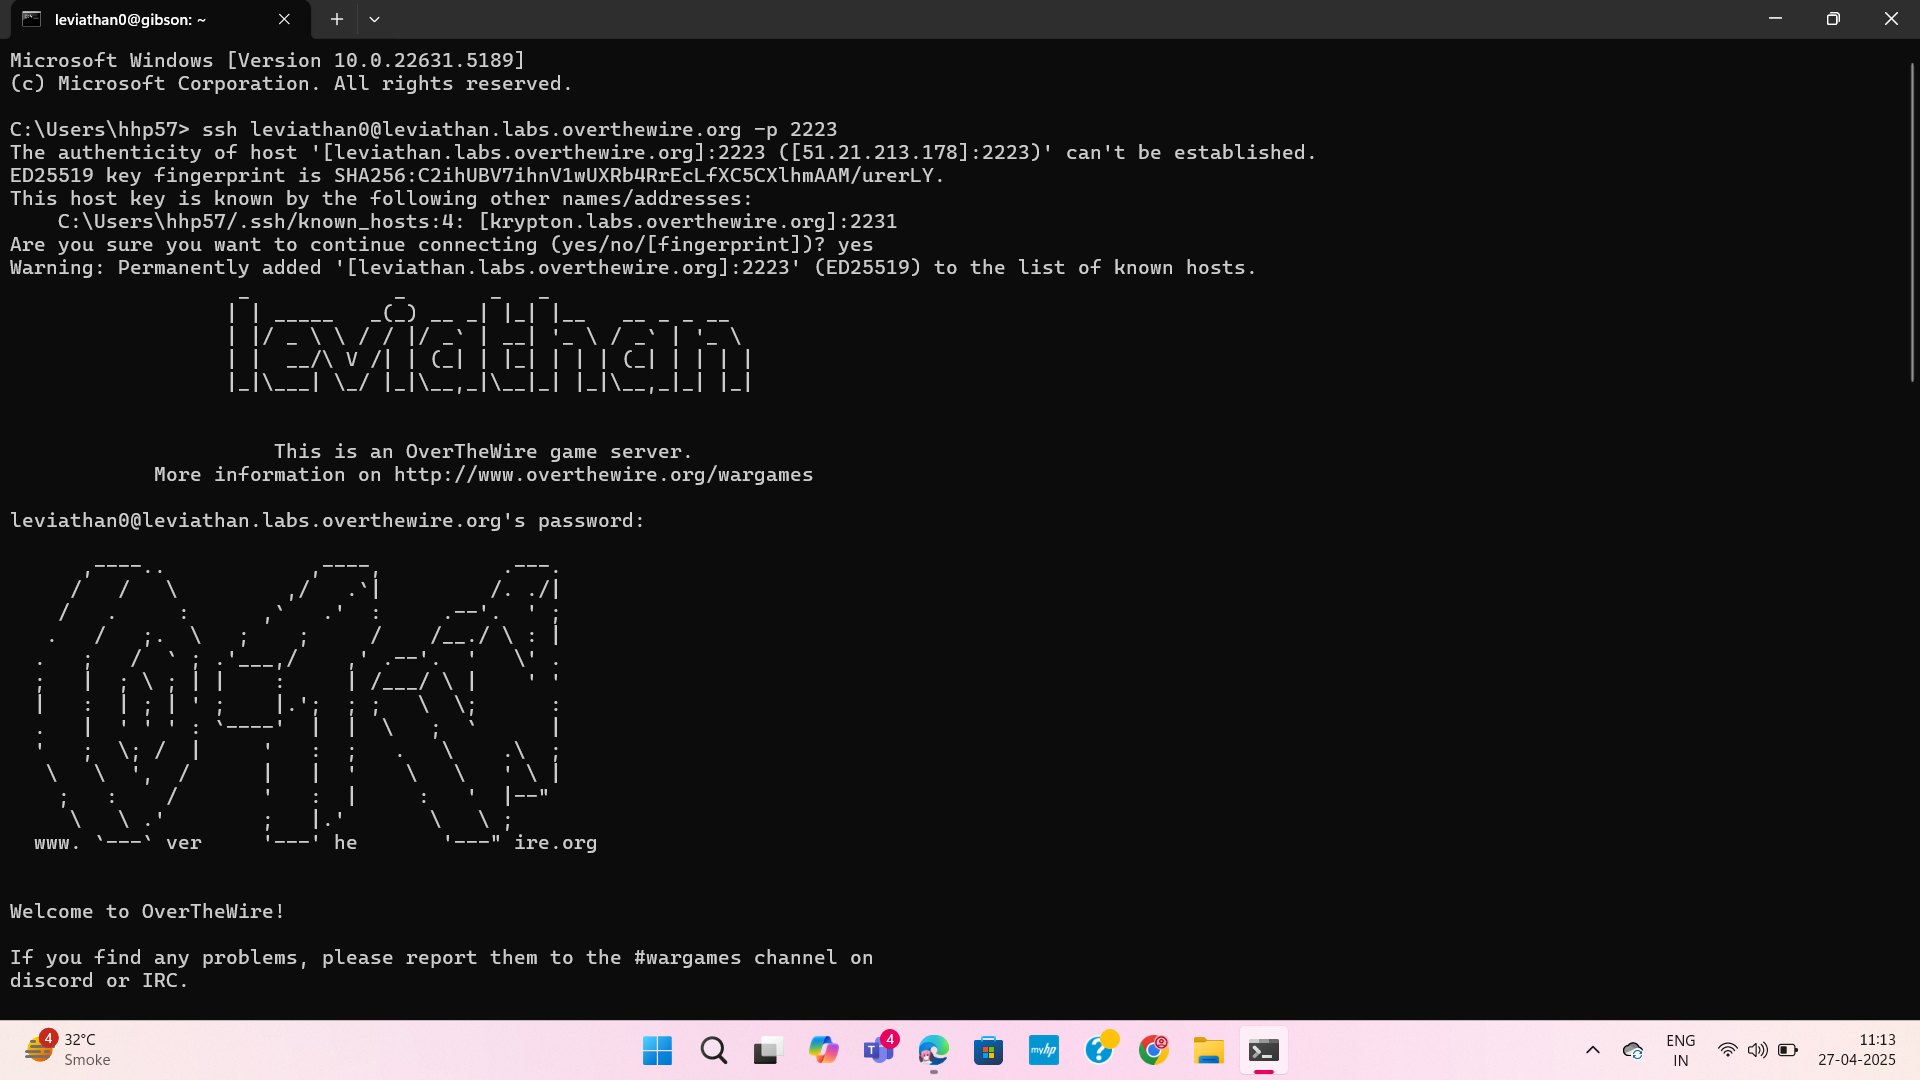 leviathan0@gibson: ~
Microsoft Windows [Version 10.0.22631.5189]
(c) Microsoft Corporation. All rights reserved.
C:\Users\hhp57> ssh leviathan0@leviathan.labs.overthewire.org -p 2223
The authenticity of host '[leviathan.labs.overthewire.org]:2223 ([51.21.213.178]:2223)' can't be established.
ED25519 key fingerprint is SHA256:C2ihUBV7ihnV1wUXRb4RrEcLfXC5CXlhmAAM/urerLY.
This host key is known by the following other names/addresses:
    C:\Users\hhp57/.ssh/known_hosts:4: [krypton.labs.overthewire.org]:2231
Are you sure you want to continue connecting (yes/no/[fingerprint])? yes
Warning: Permanently added '[leviathan.labs.overthewire.org]:2223' (ED25519) to the list of known hosts.
leviathan
This is an OverTheWire game server.
More information on http://www.overthewire.org/wargames
leviathan0@leviathan.labs.overthewire.org's password:
www. `---` ver     '---' he     '---" ire.org
Welcome to OverTheWire!
If you find any problems, please report them to the #wargames channel on
discord or IRC.
4
32°C
Smoke
4
myhp
ENG
IN
11:13
27-04-2025